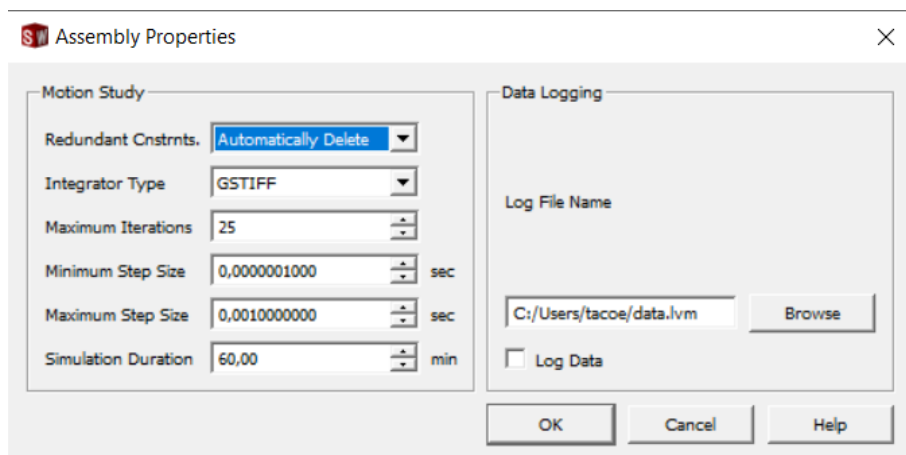 SW Assembly Properties
Motion Study
Redundant Cnstrnts. Automatically Delete
Integrator Type GSTIFF
Maximum Iterations 25
Minimum Step Size 0,0000001000 sec
Maximum Step Size 0,0010000000 sec
Simulation Duration 60,00 min
Data Logging
Log File Name
C:/Users/tacoe/data.lvm Browse
Log Data
OK Cancel Help